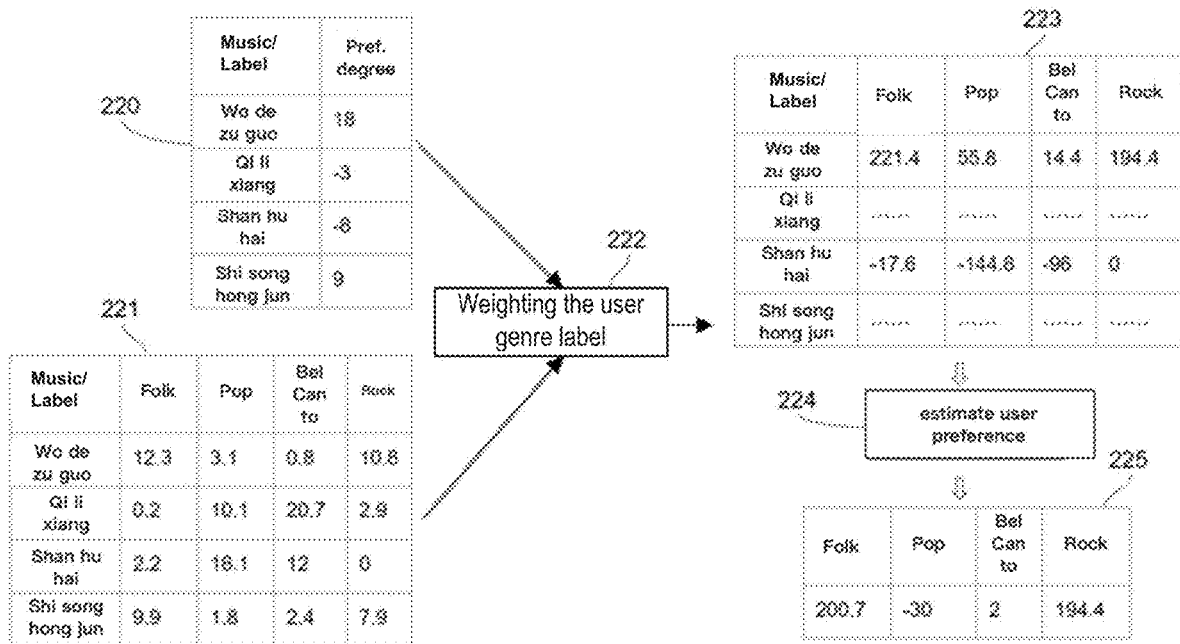 223
Music/
Label
Pref.
degree
220
Wo de
zu guo
18
Qi li
xiang
-3
Shan hu
hai
-8
Shi song
hong jun
9
221
Music/
Label
Folk
Pop
Bel
Can
to
Rock
Wo de
zu guo
12.3
3.1
0.8
10.8
Qi li
xiang
0.2
10.1
20.7
2.9
Shan hu
hai
2.2
18.1
12
0
Shi song
hong jun
9.9
1.8
2.4
7.9
222
Weighting the user
genre label
Music/
Label
Folk
Pop
Bel
Can
to
Rock
Wo de
zu guo
221.4
55.8
14.4
194.4
Qi li
xiang
......
......
......
......
Shan hu
hai
-17.6
-144.8
-96
0
Shi song
hong jun
......
......
......
......
224
estimate user
preference
225
Folk
Pop
Bel
Can
to
Rock
200.7
-30
2
194.4